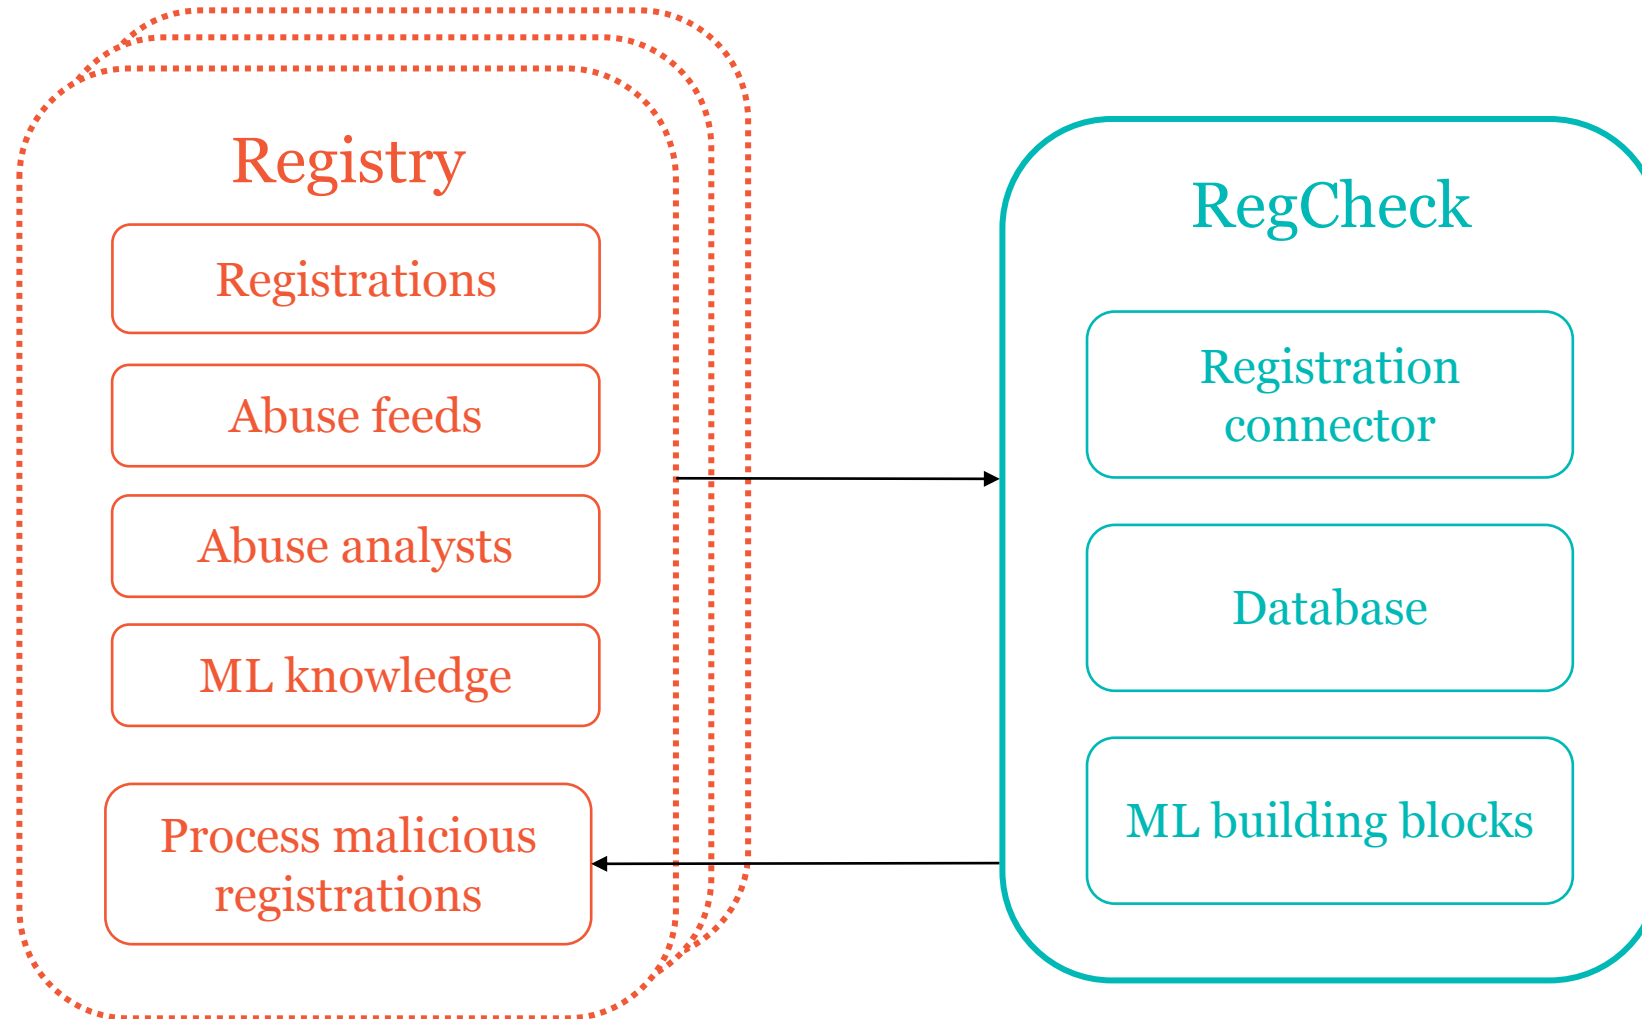 Registry
Registrations
Abuse feeds
Abuse analysts
ML knowledge
Process malicious
registrations
RegCheck
Registration
connector
Database
ML building blocks